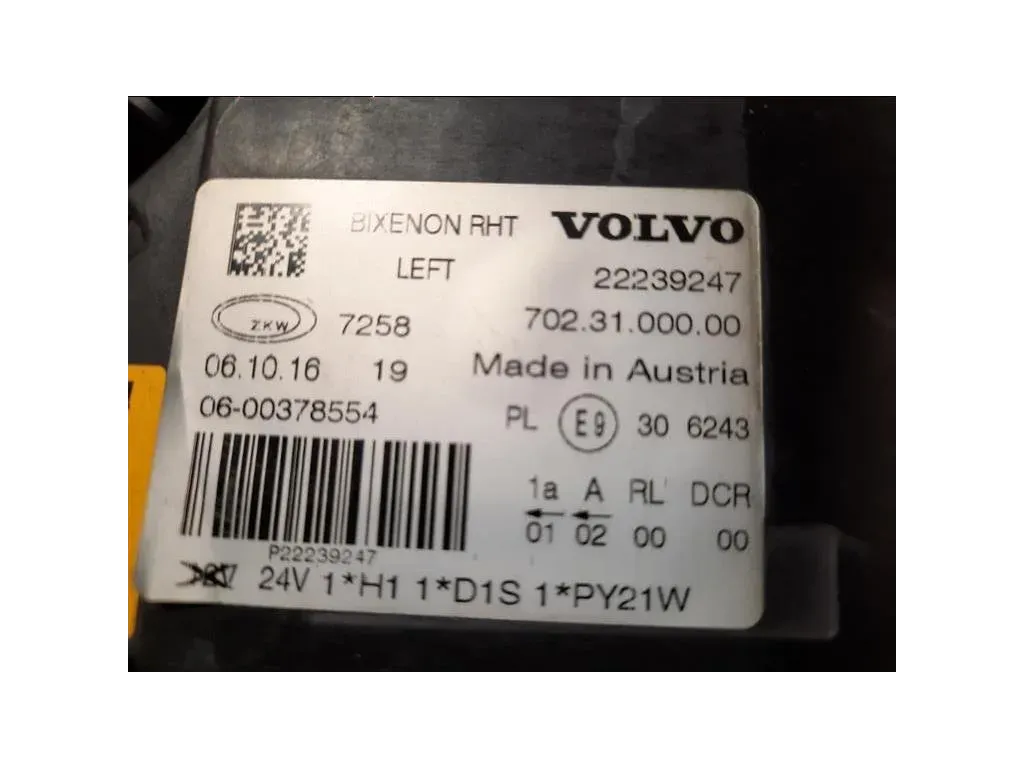 BIXENON RHT VOLVO
LEFT 22239247
ZKW 7258 702.31.000.00
06.10.16 19 Made in Austria
06-00378554
PL E9 30 6243
1a A RL DCR
01 02 00 00
P22239247
24V 1*H1 1*D1S 1*PY21W